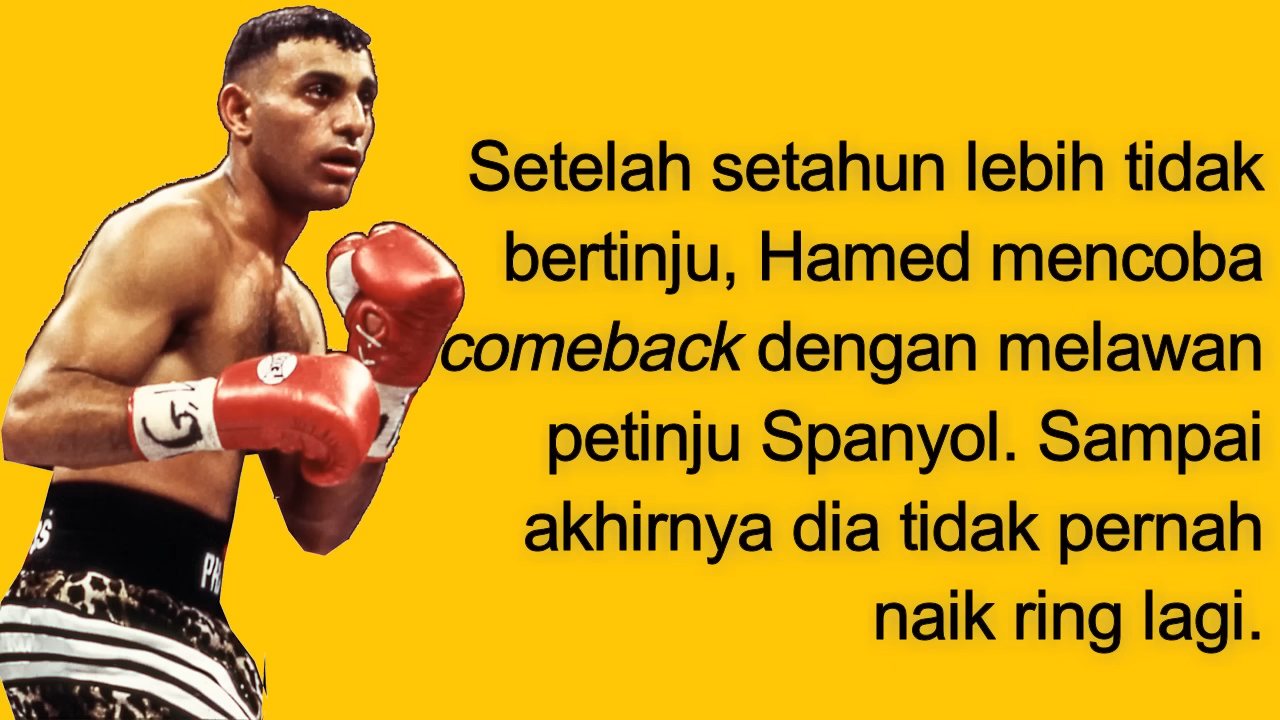 Setelah setahun lebih tidak
bertinju, Hamed mencoba
comeback dengan melawan
petinju Spanyol. Sampai
akhirnya dia tidak pernah
naik ring lagi.